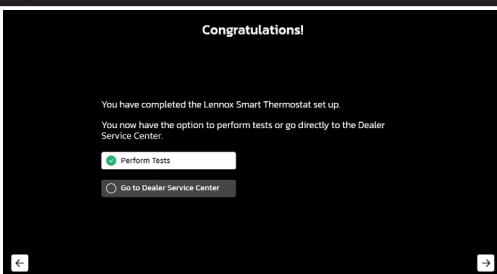 Congratulations!
You have completed the Lennox Smart Thermostat set up.
You now have the option to perform tests or go directly to the Dealer
Service Center.
Perform Tests
Go to Dealer Service Center